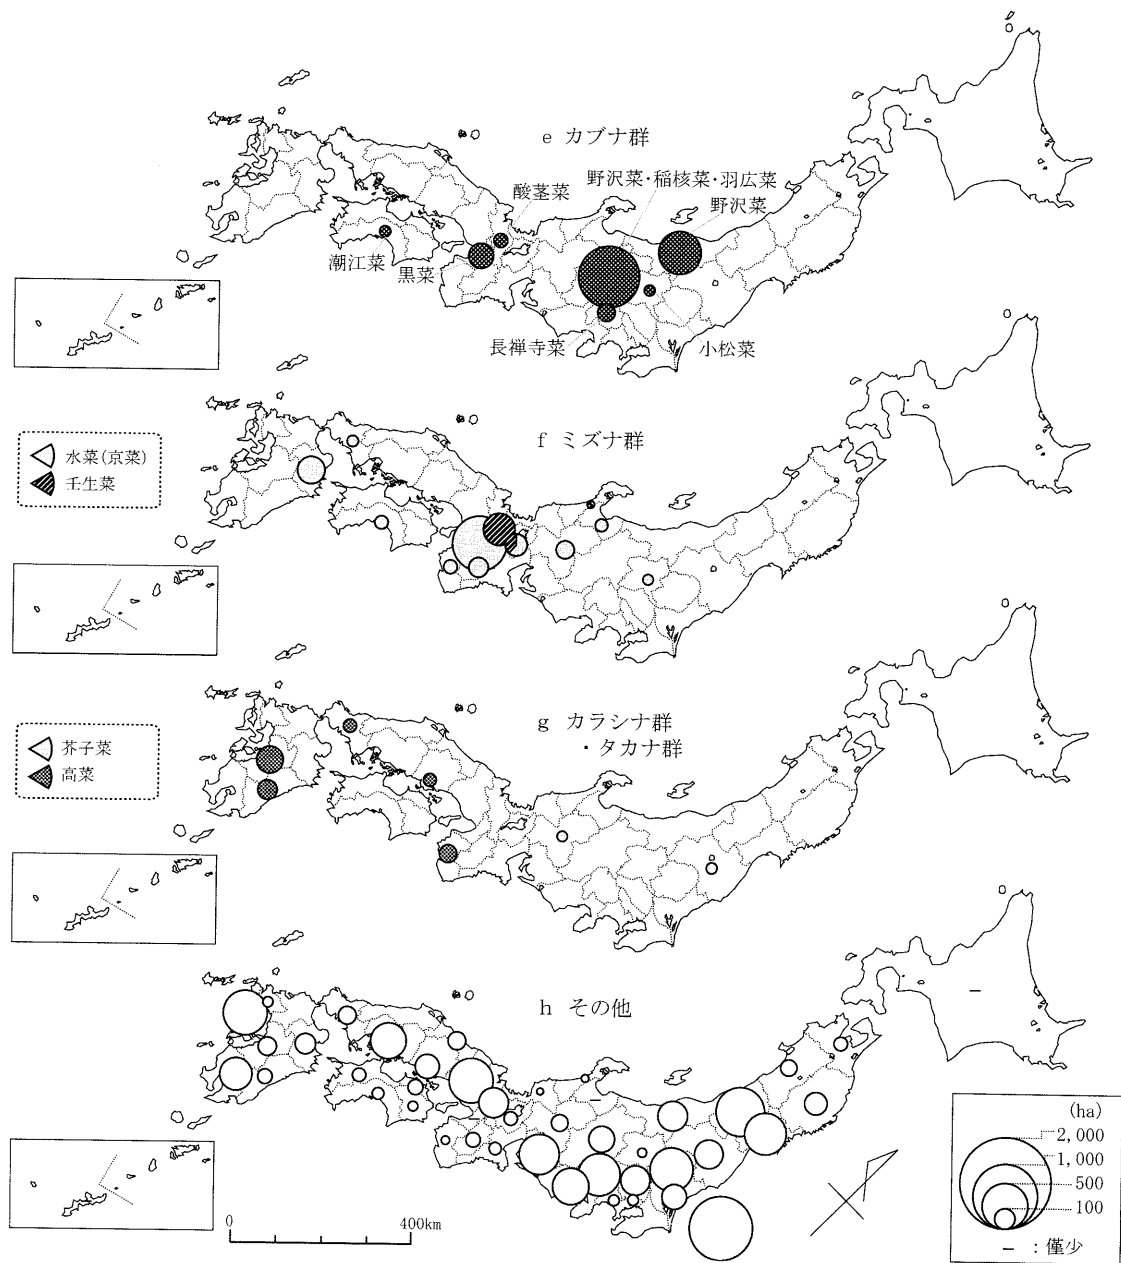 e カブナ群
野沢菜・稲核菜・羽広菜
酸茎菜
野沢菜
潮江菜
黒菜
長禅寺菜
小松菜
f ミズナ群
水菜(京菜)
壬生菜
g カラシナ群
・タカナ群
芥子菜
高菜
h その他
(ha)
2,000
1,000
500
100
－：僅少
0
400km